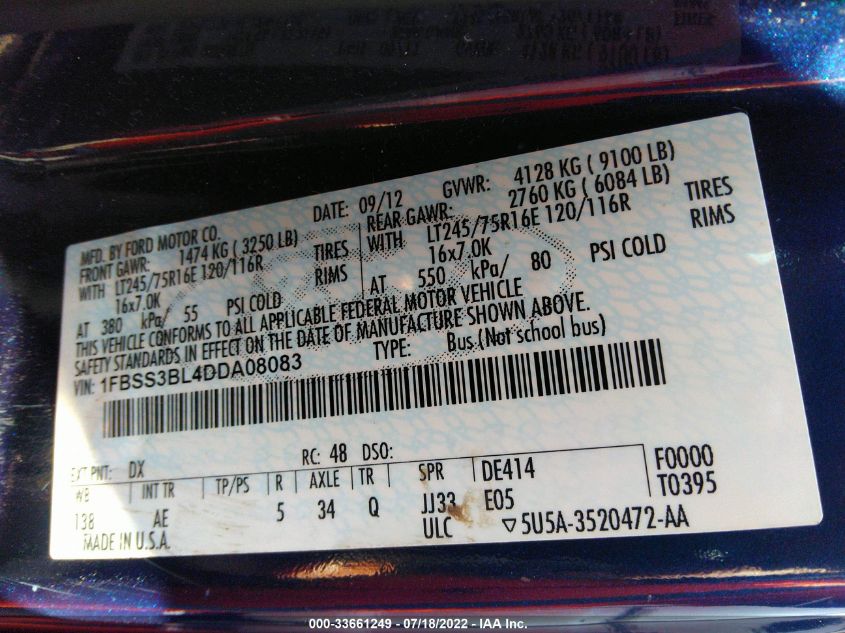 MFD. BY FORD MOTOR CO.
DATE: 09/12 GVWR: 4128 KG ( 9100 LB)
FRONT GAWR: 1474 KG ( 3250 LB)
REAR GAWR: 2760 KG ( 6084 LB)
WITH LT245/75R16E 120/116R TIRES
WITH LT245/75R16E 120/116R TIRES
16x7.0K RIMS
16x7.0K RIMS
AT 380 kPa/ 55 PSI COLD
AT 550 kPa/ 80 PSI COLD
THIS VEHICLE CONFORMS TO ALL APPLICABLE FEDERAL MOTOR VEHICLE
SAFETY STANDARDS IN EFFECT ON THE DATE OF MANUFACTURE SHOWN ABOVE.
VIN: 1FBSS3BL4DDA08083 TYPE: Bus (Not school bus)
EXT PNT: DX RC: 48 DSO:
WB INT TR TP/PS R AXLE TR SPR DE414 F0000
138 AE 5 34 Q JJ33 E05 T0395
ULC ▽5U5A-3520472-AA
MADE IN U.S.A.
000-33661249 - 07/18/2022 - IAA Inc.